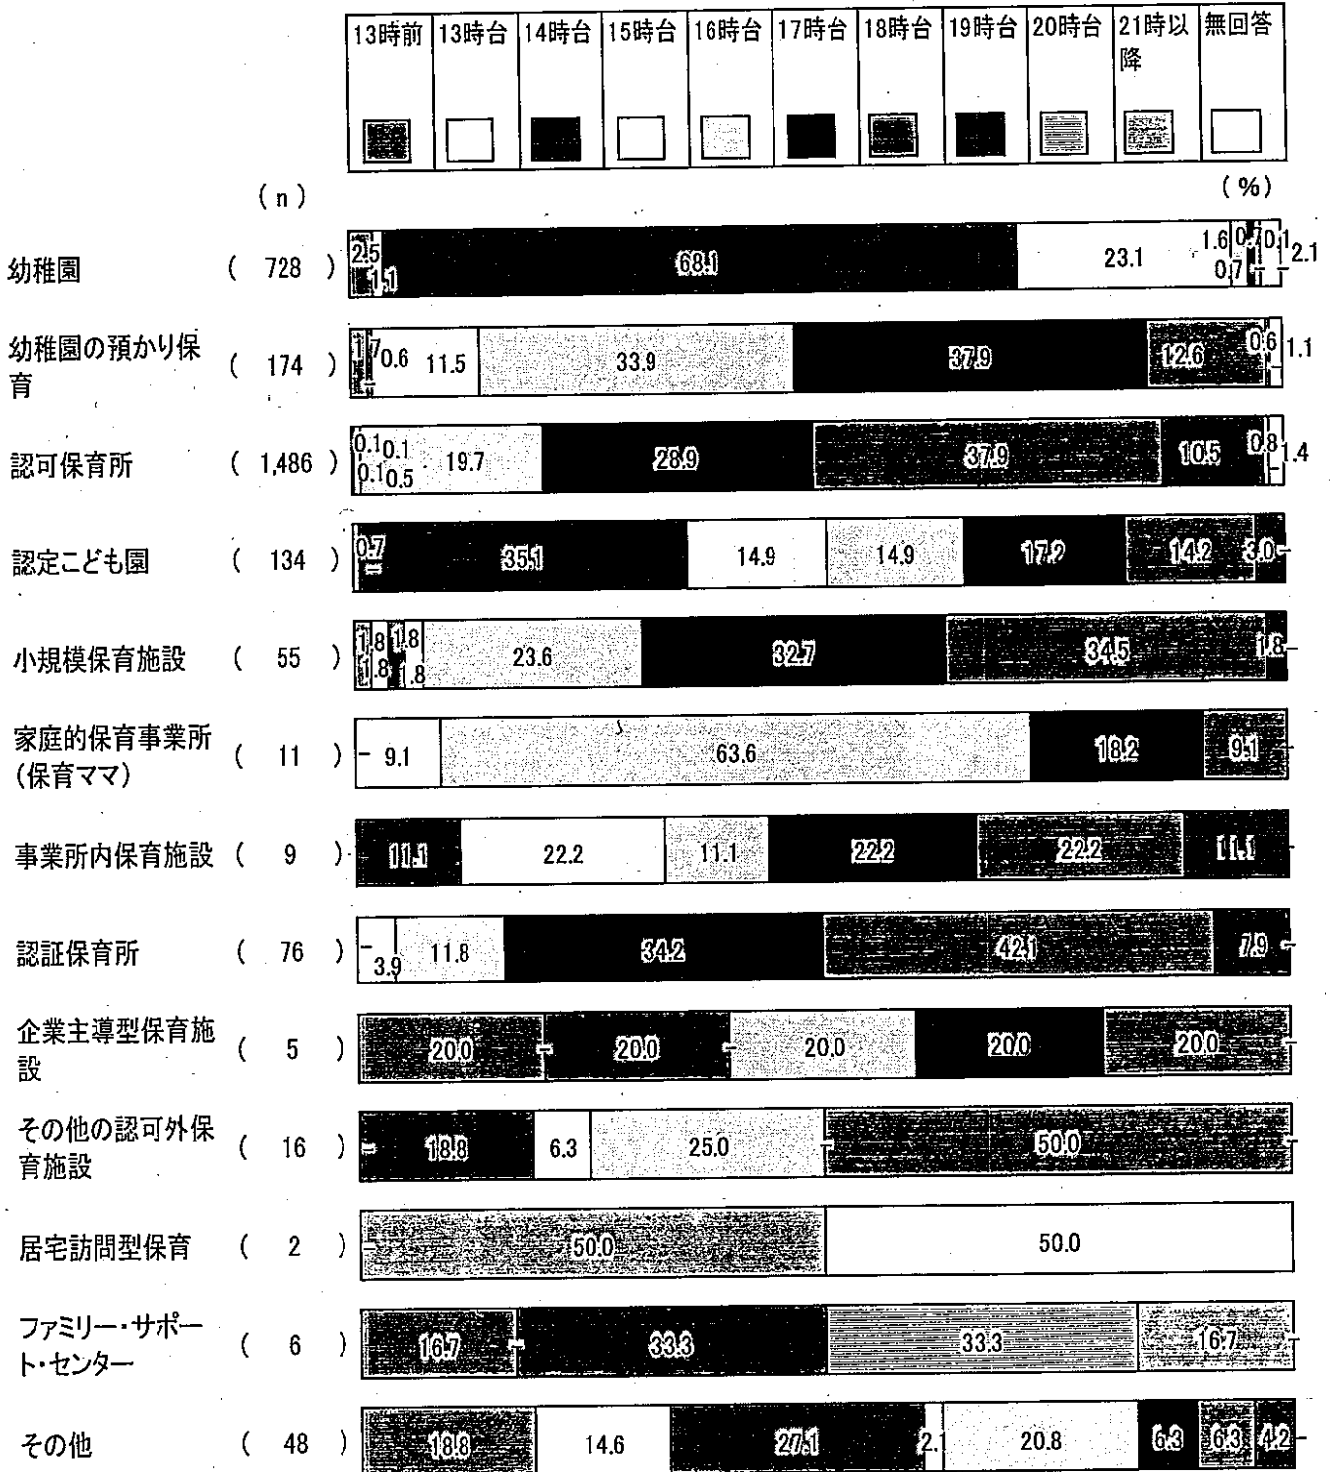 13時前 13時台 14時台 15時台 16時台 17時台 18時台 19時台 20時台 21時以 無回答
降
(n) (%)
幼稚園 ( 728 ) 2.5 1.1 68.1 23.1 1.6 0.7 0.7 0.1 2.1
幼稚園の預かり保
育
( 174 ) 1.7 0.6 11.5 33.9 37.9 12.6 0.6 1.1
認可保育所 ( 1,486 ) 0.1 0.1 0.1 0.5 19.7 28.9 37.9 10.5 0.8 1.4
認定こども園 ( 134 ) 0.7 35.1 14.9 14.9 17.2 14.2 3.0
小規模保育施設 ( 55 ) 1.8 1.8 1.8 1.8 23.6 32.7 34.5 1.8
家庭的保育事業所
(保育ママ)
( 11 ) 9.1 63.6 18.2 9.1
事業所内保育施設 ( 9 ) 11.1 22.2 11.1 22.2 22.2 11.1
認証保育所 ( 76 ) 3.9 11.8 34.2 42.1 7.9
企業主導型保育施
設
( 5 ) 20.0 20.0 20.0 20.0 20.0
その他の認可外保
育施設
( 16 ) 18.8 6.3 25.0 50.0
居宅訪問型保育 ( 2 ) 50.0 50.0
ファミリー・サポー
ト・センター
( 6 ) 16.7 33.3 33.3 16.7
その他 ( 48 ) 18.8 14.6 27.1 2.1 20.8 6.3 6.3 4.2